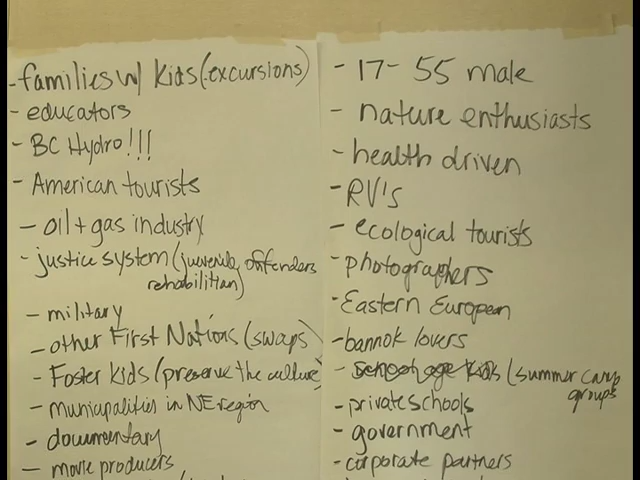 - families w/ kids (excursions)
- educators
- BC Hydro!!!
- American tourists
- oil + gas industry
- justice system (juvenile offenders
rehabilitian)
- military
- other First Nations (swaps)
- Foster kids (preserve the culture)
- municipalities in NE region
- documentary
- movie producers
- 17-55 male
- nature enthusiasts
- health driven
- RV's
- ecological tourists
- photographers
- Eastern European
- bannok lovers
- school age kids (summer camp
groups
- private schools
- government
- corporate partners